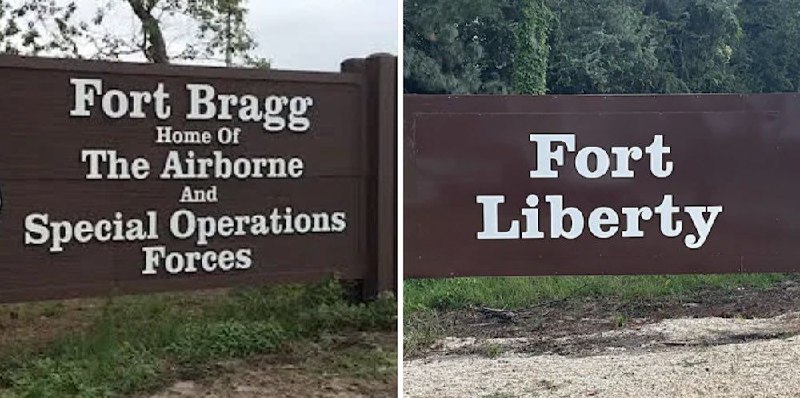 Fort Bragg
Home Of
The Airborne
And
Special Operations
Forces
Fort
Liberty